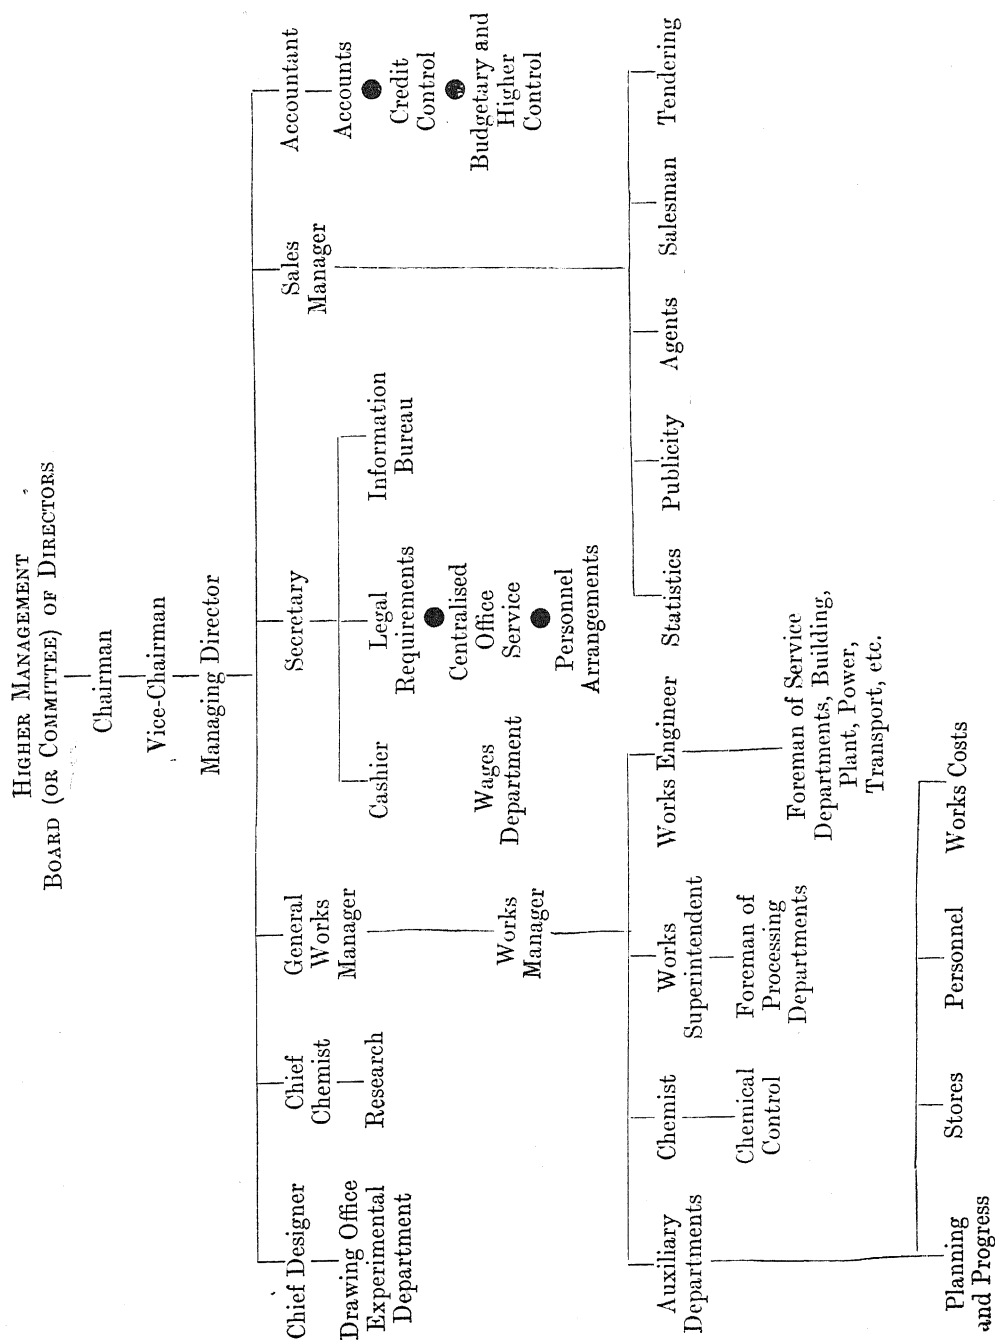 HIGHER MANAGEMENT
BOARD (OR COMMITTEE) OF DIRECTORS
Chairman
Vice-Chairman
Managing Director
Chief Designer
Drawing Office
Experimental
Department
Chief
Chemist
Research
General
Works
Manager
Secretary
Sales
Manager
Accountant
Accounts
Credit
Control
Budgetary and
Higher
Control
Cashier
Wages
Department
Legal
Requirements
Centralised
Office
Service
Personnel
Arrangements
Information
Bureau
Works
Manager
Auxiliary
Departments
Chemist
Chemical
Control
Works
Superintendent
Foreman of
Processing
Departments
Works Engineer
Foreman of Service
Departments, Building,
Plant, Power,
Transport, etc.
Statistics
Publicity
Agents
Salesman
Tendering
Planning
and Progress
Stores
Personnel
Works Costs